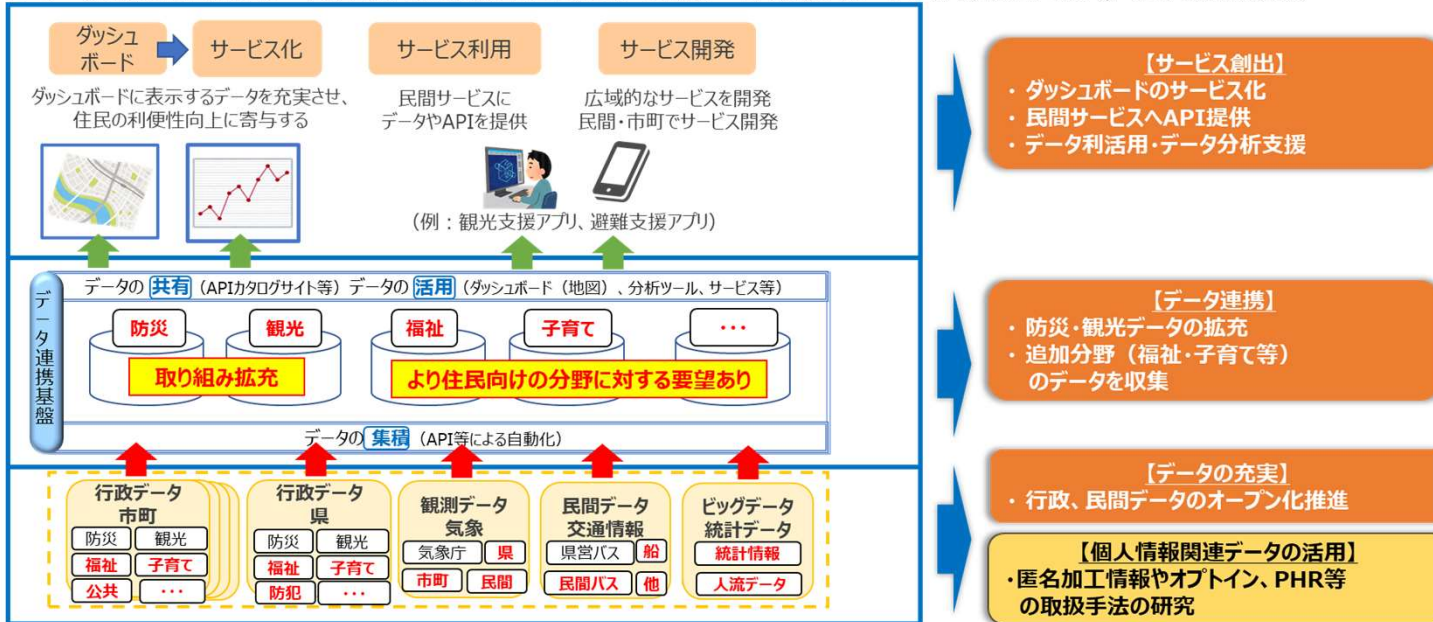 ダッシュ
ボード
サービス化
サービス利用
サービス開発
ダッシュボードに表示するデータを充実させ、
住民の利便性向上に寄与する
民間サービスに
データやAPIを提供
広域的なサービスを開発
民間・市町でサービス開発
（例：観光支援アプリ、避難支援アプリ）
データ連携基盤
データの 共有 （APIカタログサイト等） データの 活用 （ダッシュボード（地図）、分析ツール、サービス等）
防災
観光
福祉
子育て
・・・
取り組み拡充
より住民向けの分野に対する要望あり
データの 集積 （API等による自動化）
行政データ
市町
防災 観光
福祉 子育て
公共 ・・・
行政データ
県
防災 観光
福祉 子育て
防犯 ・・・
観測データ
気象
気象庁 県
市町 民間
民間データ
交通情報
県営バス 船
民間バス 他
ビッグデータ
統計データ
統計情報
人流データ
【サービス創出】
・ ダッシュボードのサービス化
・ 民間サービスへAPI提供
・ データ利活用・データ分析支援
【データ連携】
・ 防災・観光データの拡充
・ 追加分野（福祉・子育て等）
のデータを収集
【データの充実】
・ 行政、民間データのオープン化推進
【個人情報関連データの活用】
・匿名加工情報やオプトイン、PHR等
の取扱手法の研究